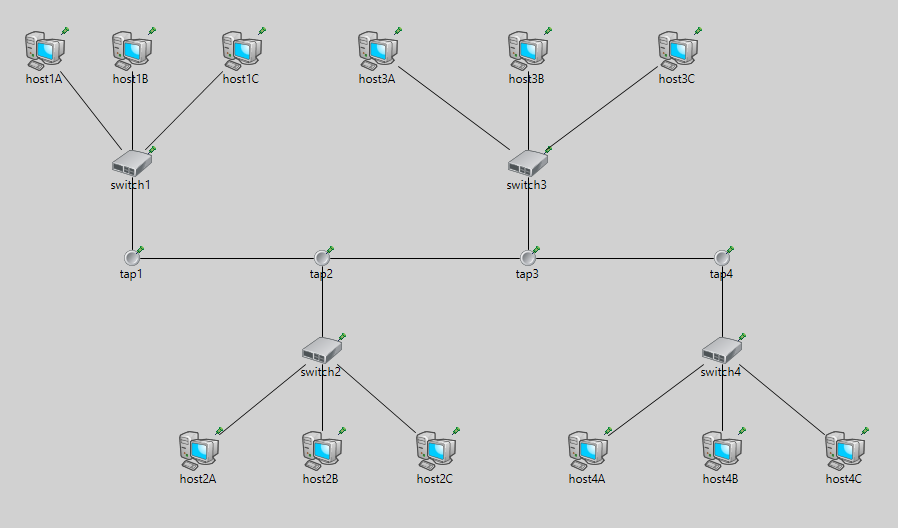 host1A
host1B
host1C
host3A
host3B
host3C
switch1
switch3
tap1
tap2
tap3
tap4
switch2
switch4
host2A
host2B
host2C
host4A
host4B
host4C